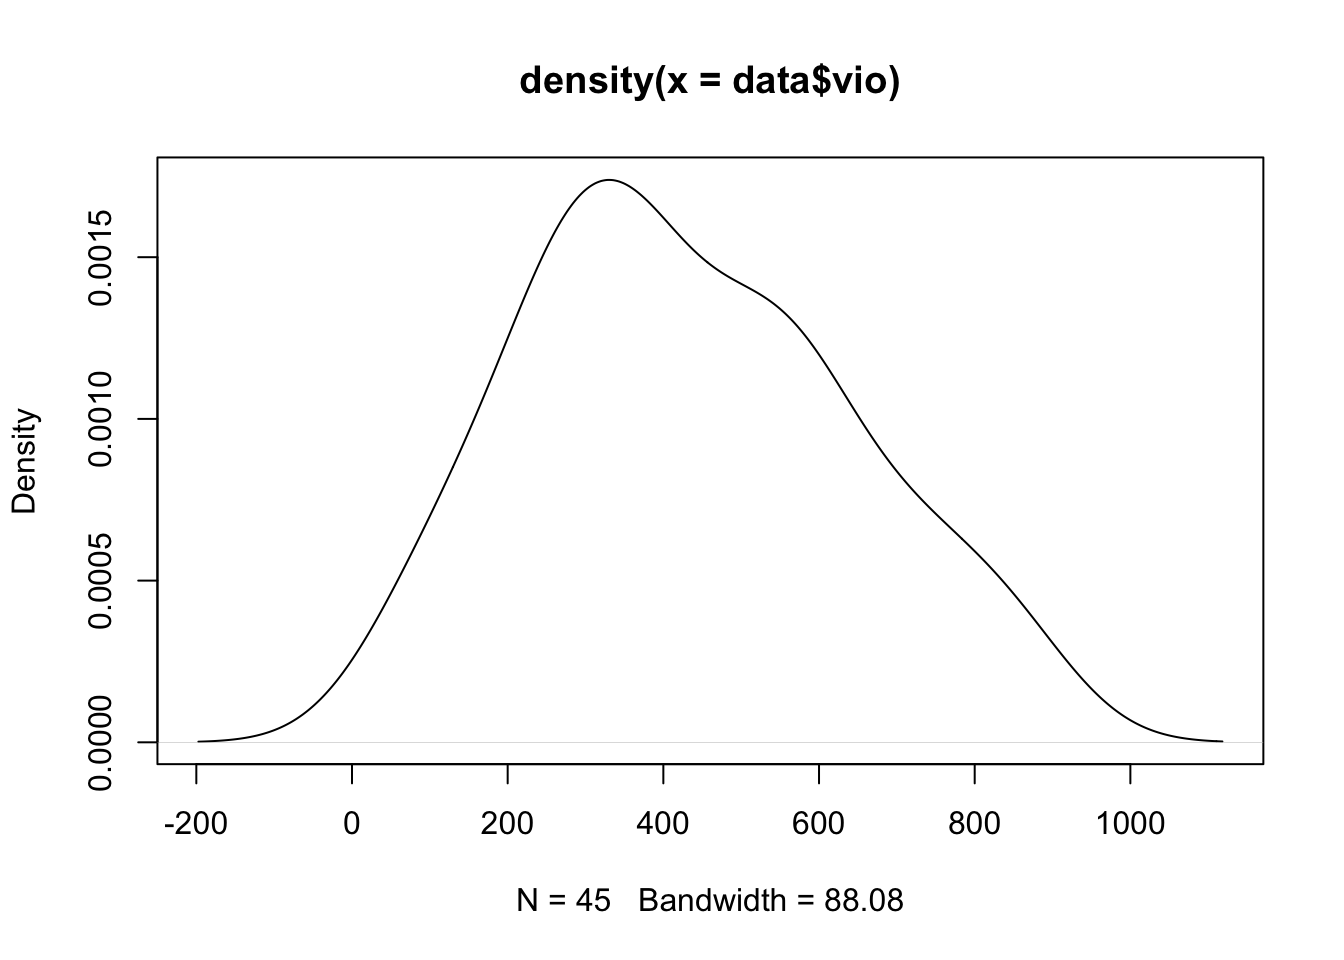 density(x = data$vio)
Density
0.0015
0.0010
0.0005
0.0000
-200 0 200 400 600 800 1000
N = 45 Bandwidth = 88.08